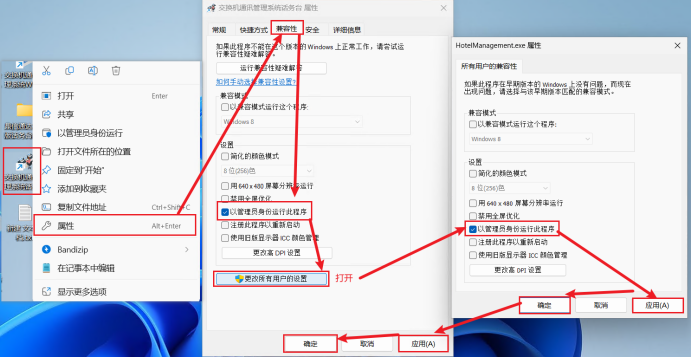 打开 Enter
共享
以管理员身份运行
打开文件所在的位置
固定到"开始"
添加到收藏夹
复制文件地址 Ctrl+Shift+C
属性 Alt+Enter
Bandizip
在记事本中编辑
显示更多选项
交换机通讯管理系统话务台 属性
常规 快捷方式 兼容性 安全 详细信息
如果此程序不能在这个版本的 Windows 上正常工作，请尝试运
行兼容性疑难解答。
运行兼容性疑难解答
如何手动选择兼容性设置?
兼容模式
以兼容模式运行这个程序:
Windows 8
设置
简化的颜色模式
8 位(256)色
用 640 x 480 屏幕分辨率运行
禁用全屏优化
以管理员身份运行此程序
注册此程序以重新启动
使用旧版显示器 ICC 颜色管理
更改高 DPI 设置
更改所有用户的设置
打开
确定 取消 应用(A)
HotelManagement.exe 属性
所有用户的兼容性
如果此程序在早期版本的 Windows 上没有问题，而现在
出现问题，请选择与该早期版本匹配的兼容模式。
兼容模式
以兼容模式运行这个程序:
Windows 8
设置
简化的颜色模式
8 位(256)色
用 640 x 480 屏幕分辨率运行
禁用全屏优化
以管理员身份运行此程序
注册此程序以重新启动
使用旧版显示器 ICC 颜色管理
更改高 DPI 设置
确定 取消 应用(A)